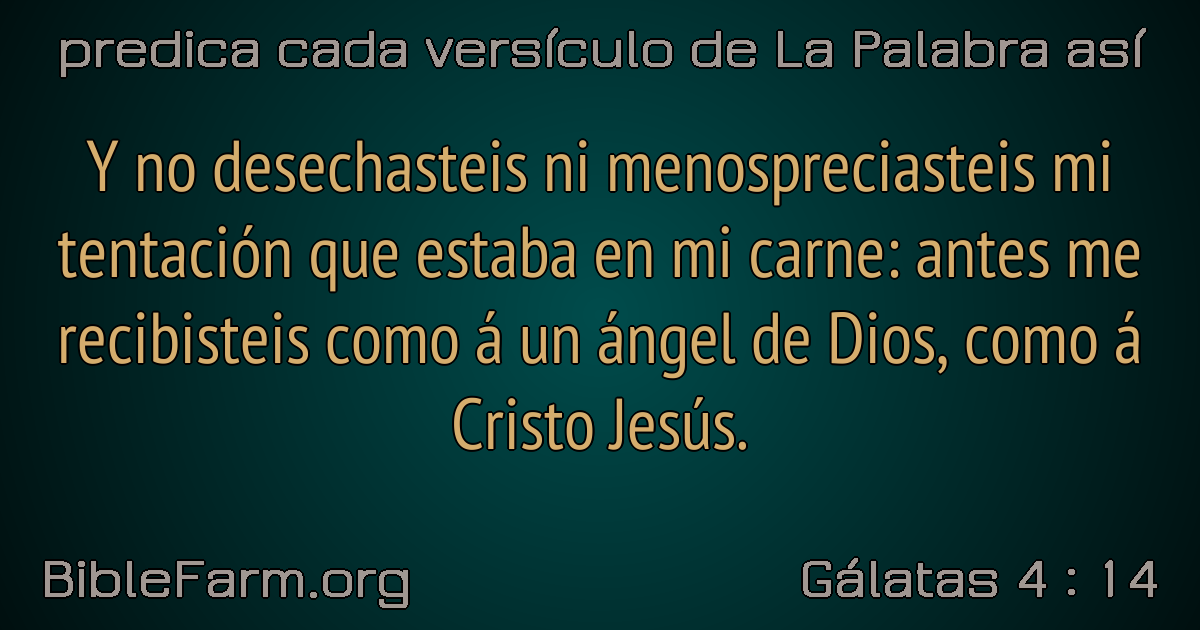 predica cada versículo de La Palabra así
Y no desechasteis ni menospreciasteis mi
tentación que estaba en mi carne: antes me
recibisteis como á un ángel de Dios, como á
Cristo Jesús.
BibleFarm.org
Gálatas 4 : 14